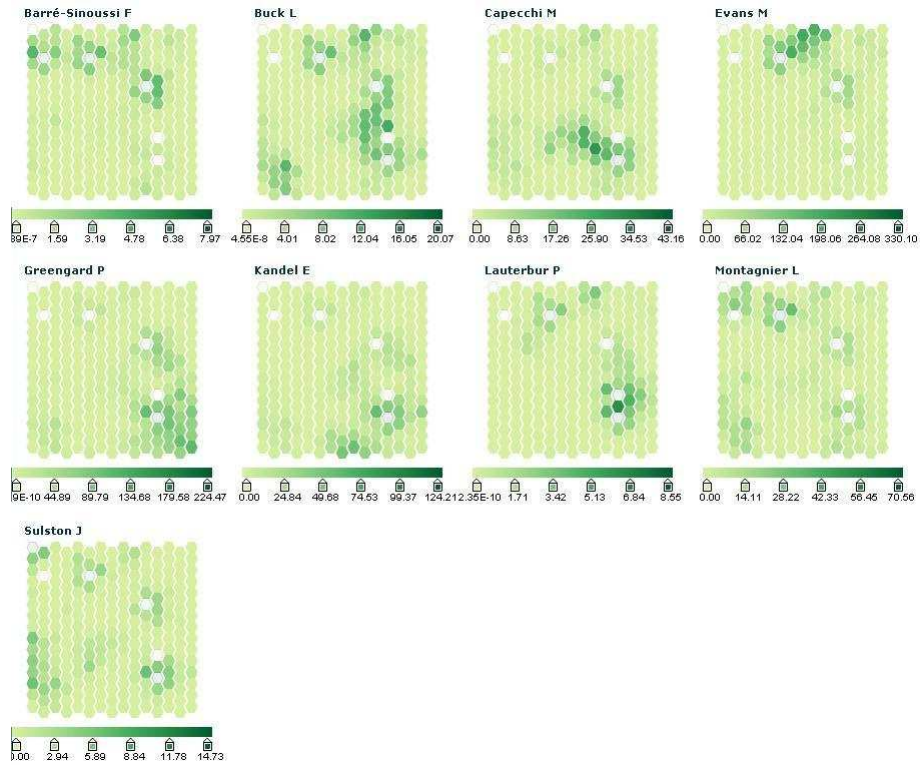 Barré-Sinoussi F
Buck L
Capecchi M
Evans M
89E-7 1.59 3.19 4.78 6.38 7.97
4.55E-8 4.01 8.02 12.04 16.05 20.07
0.00 8.63 17.26 25.90 34.53 43.16
0.00 66.02 132.04 198.06 264.08 330.10
Greengard P
Kandel E
Lauterbur P
Montagnier L
9E-10 44.89 89.79 134.68 179.58 224.47
0.00 24.84 49.68 74.53 99.37 124.21
2.35E-10 1.71 3.42 5.13 6.84 8.55
0.00 14.11 28.22 42.33 56.45 70.56
Sulston J
0.00 2.94 5.89 8.84 11.78 14.73